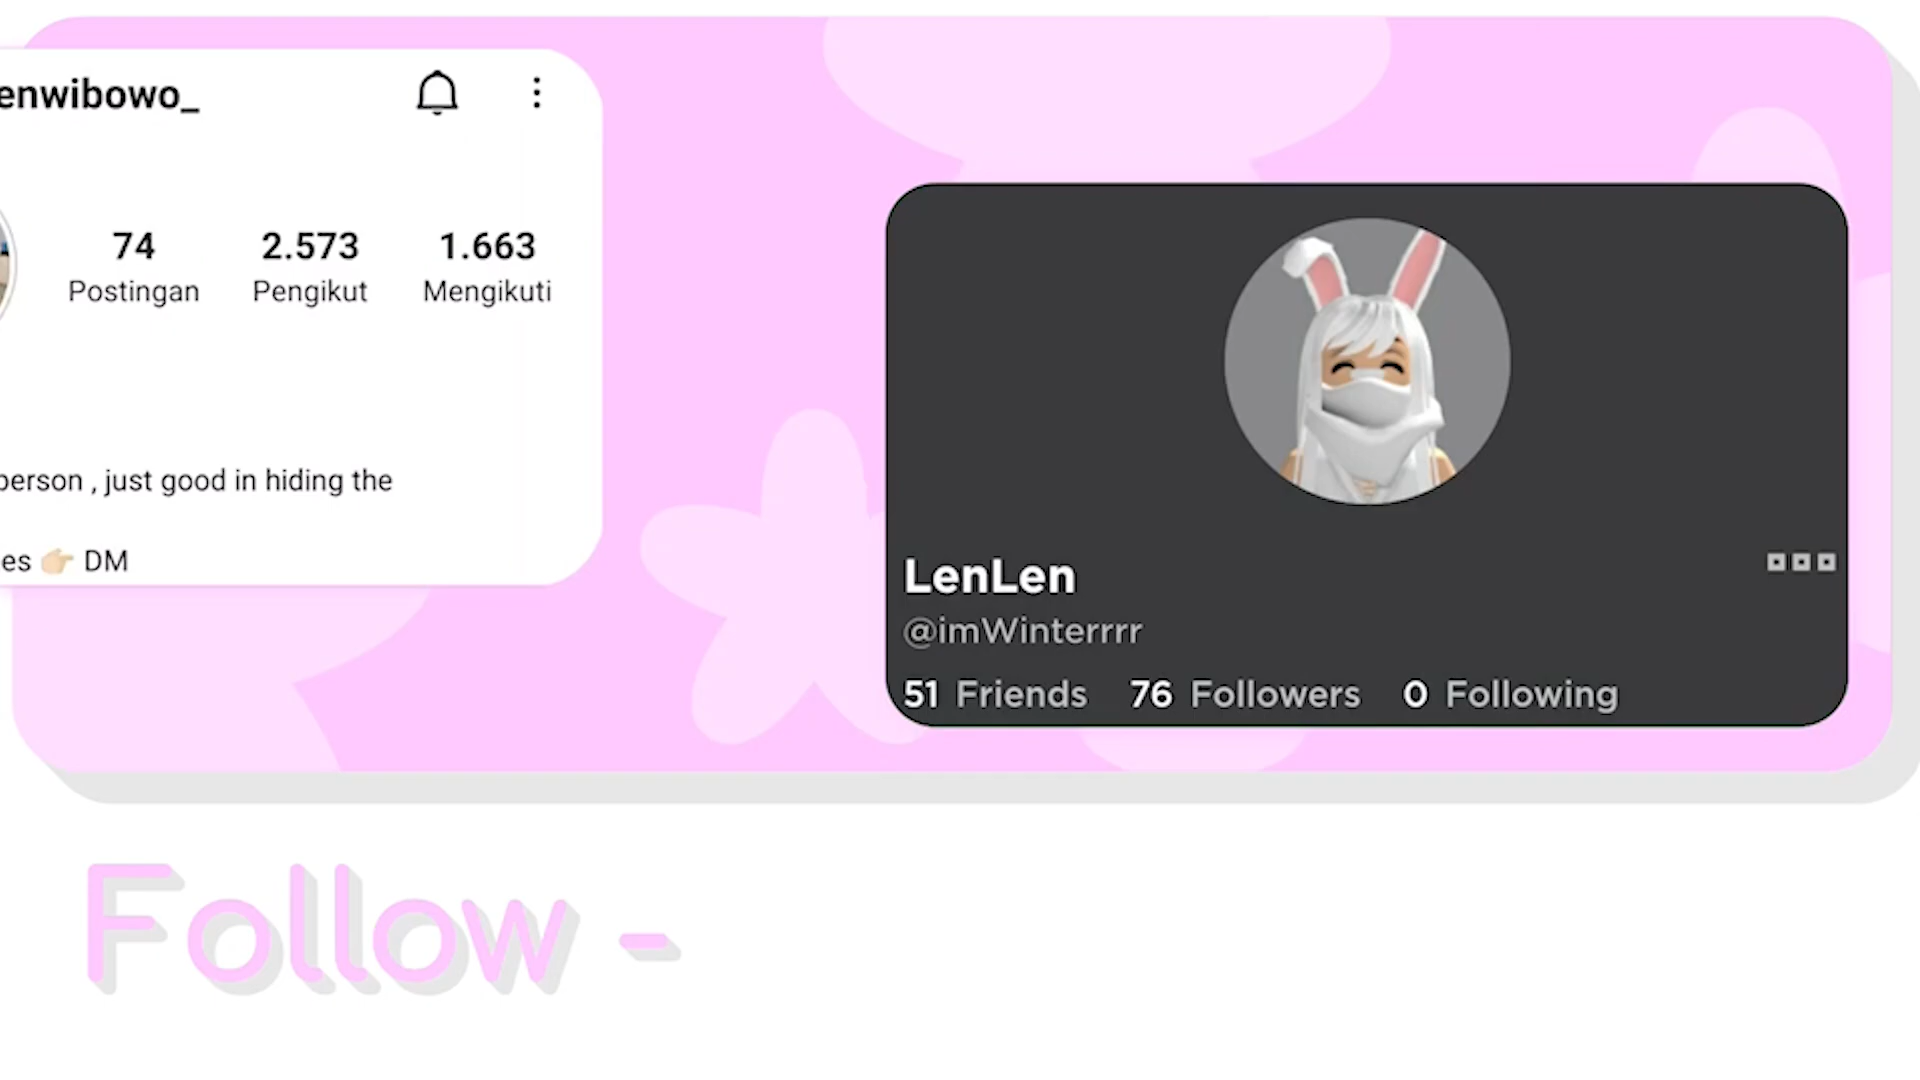 enwibowo_
74 2.573 1.663
Postingan Pengikut Mengikuti
person , just good in hiding the
es 👉🏻 DM
LenLen
@imWinterrrr
51 Friends 76 Followers 0 Following
Follow -